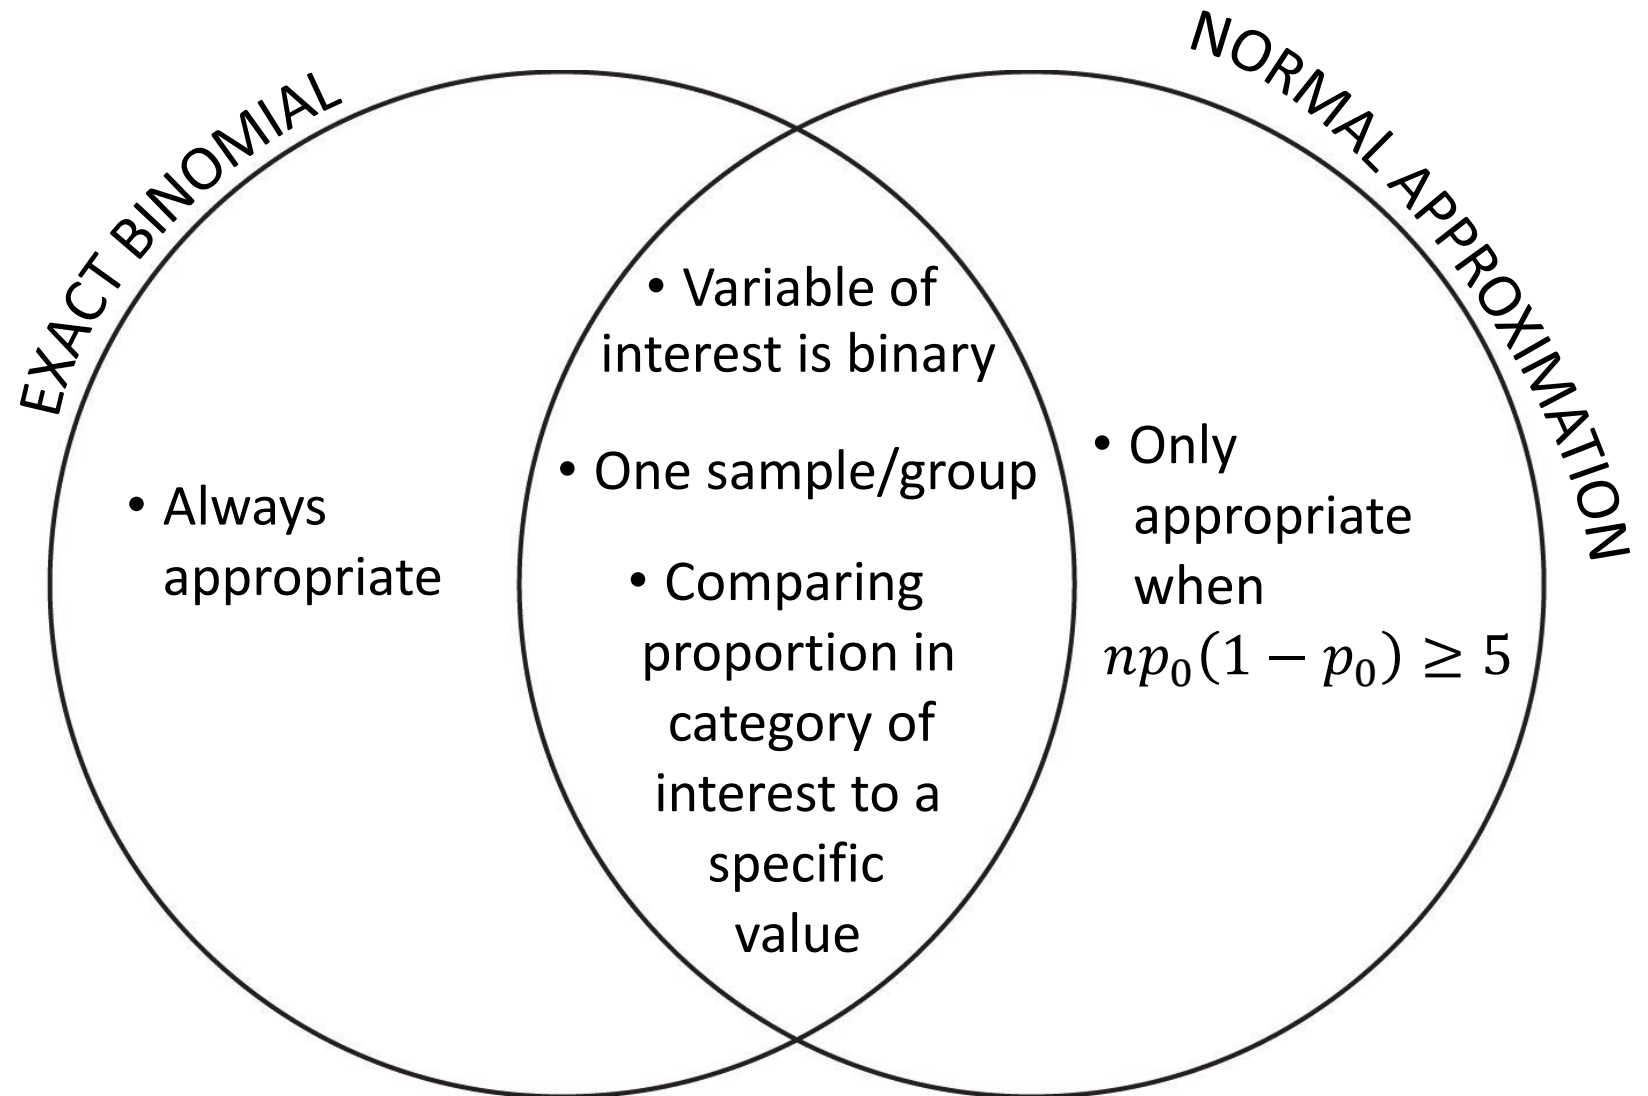 EXACT BINOMIAL
• Always
appropriate
• Variable of
interest is binary
• One sample/group
• Comparing
proportion in
category of
interest to a
specific
value
NORMAL APPROXIMATION
• Only
appropriate
when
np₀(1 − p₀) ≥ 5